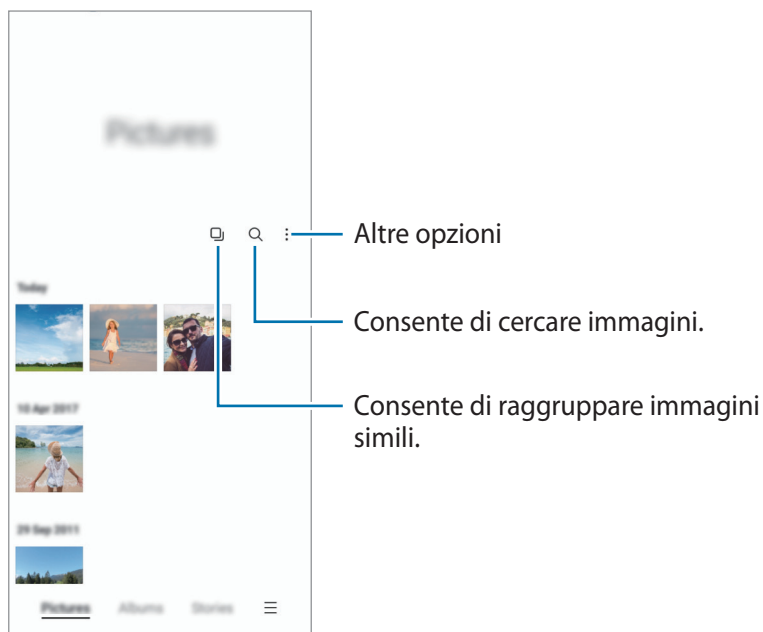 Pictures
Altre opzioni
Today
Consente di cercare immagini.
10 Apr 2017
Consente di raggruppare immagini
simili.
29 Sep 2011
Pictures Albums Stories